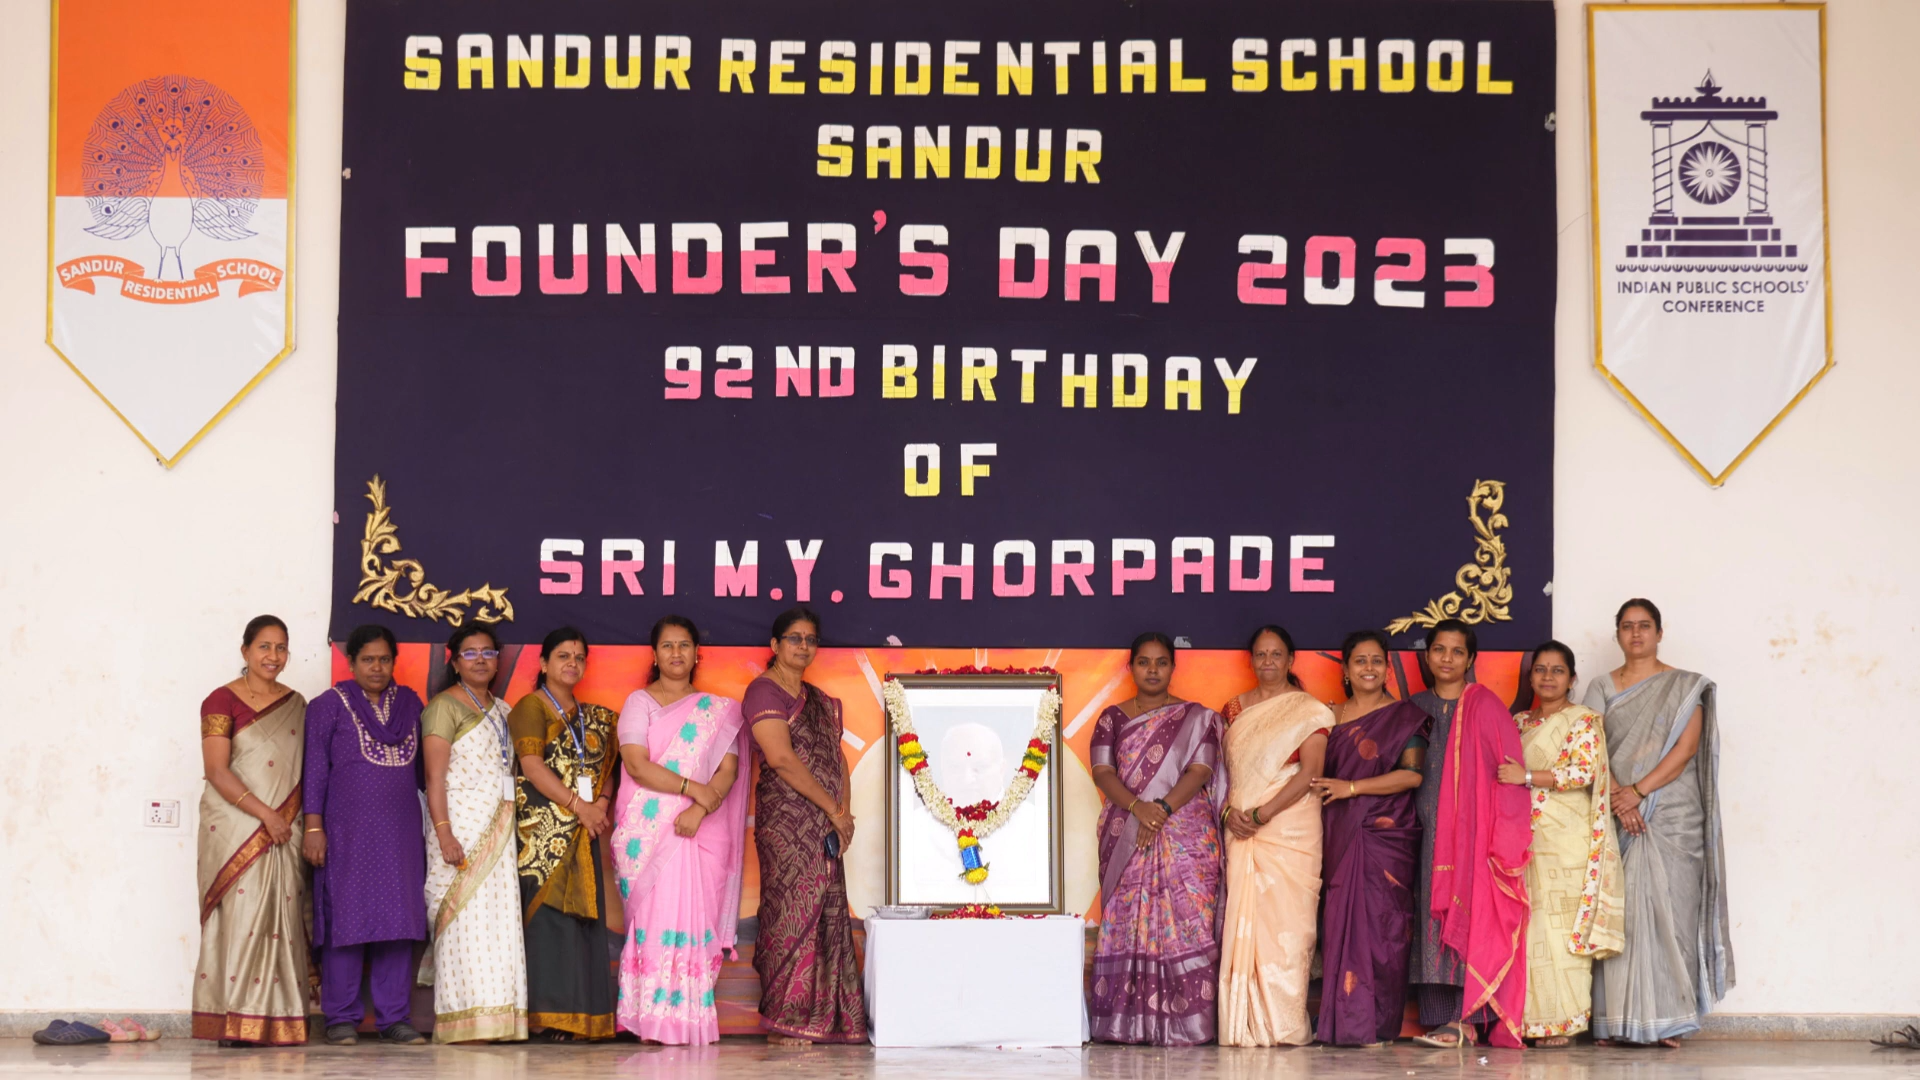 SANDUR RESIDENTIAL SCHOOL
SANDUR
FOUNDER'S DAY 2023
92ND BIRTHDAY
OF
SRI M.Y. GHORPADE
SANDUR RESIDENTIAL SCHOOL
INDIAN PUBLIC SCHOOLS'
CONFERENCE